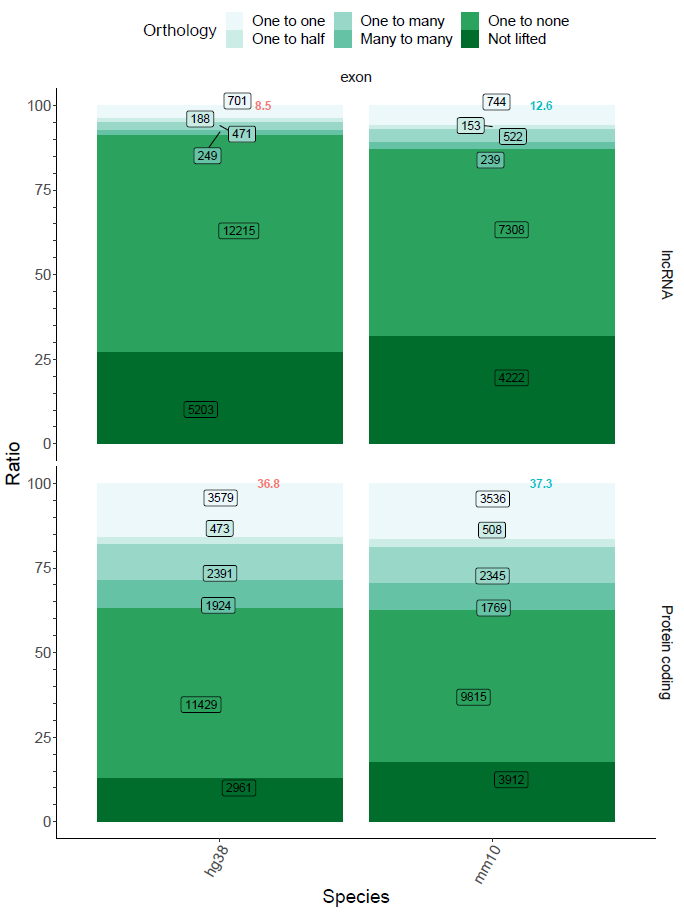 Orthology
One to one
One to many
One to none
One to half
Many to many
Not lifted
exon
100
75
50
25
0
701
8.5
188
471
249
12215
5203
744
12.6
153
522
239
7308
4222
lncRNA
Ratio
100
75
50
25
0
36.8
3579
473
2391
1924
11429
2961
37.3
3536
508
2345
1769
9815
3912
Protein coding
hg38
mm10
Species